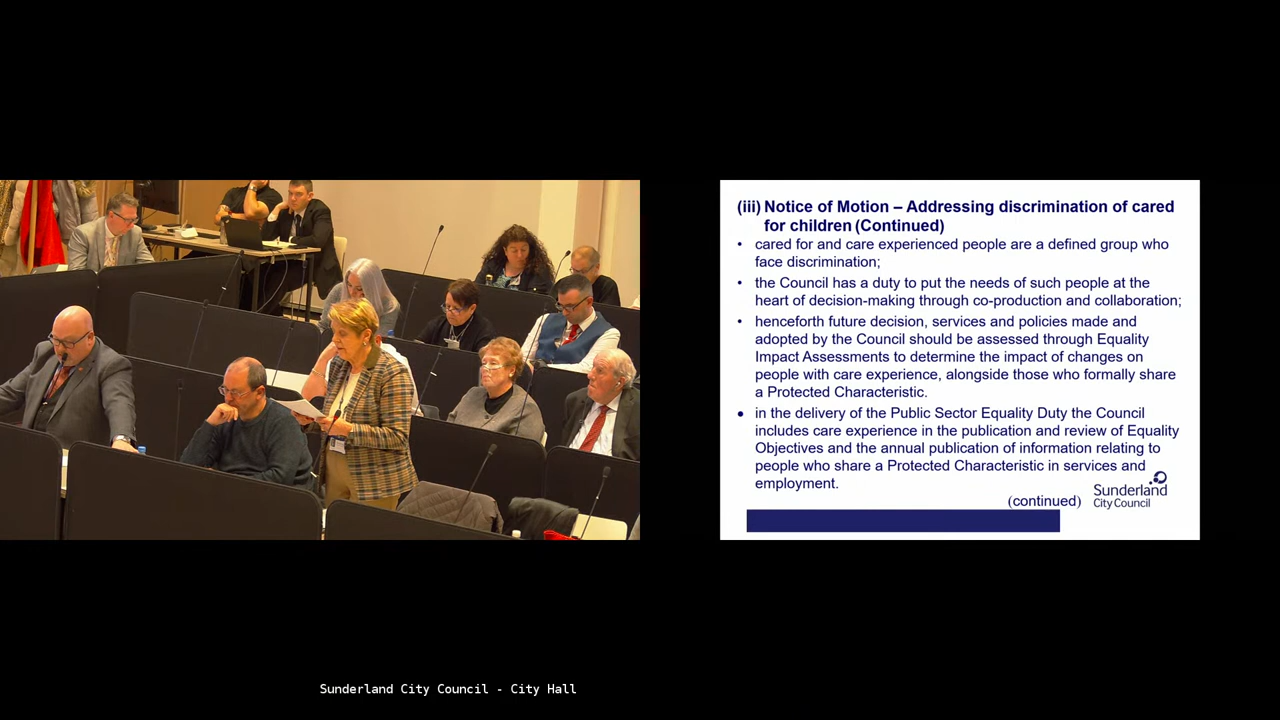 (iii) Notice of Motion – Addressing discrimination of cared
for children (Continued)
• cared for and care experienced people are a defined group who
face discrimination;
• the Council has a duty to put the needs of such people at the
heart of decision-making through co-production and collaboration;
• henceforth future decision, services and policies made and
adopted by the Council should be assessed through Equality
Impact Assessments to determine the impact of changes on
people with care experience, alongside those who formally share
a Protected Characteristic.
• in the delivery of the Public Sector Equality Duty the Council
includes care experience in the publication and review of Equality
Objectives and the annual publication of information relating to
people who share a Protected Characteristic in services and
employment.
(continued)
Sunderland
City Council
Sunderland City Council - City Hall